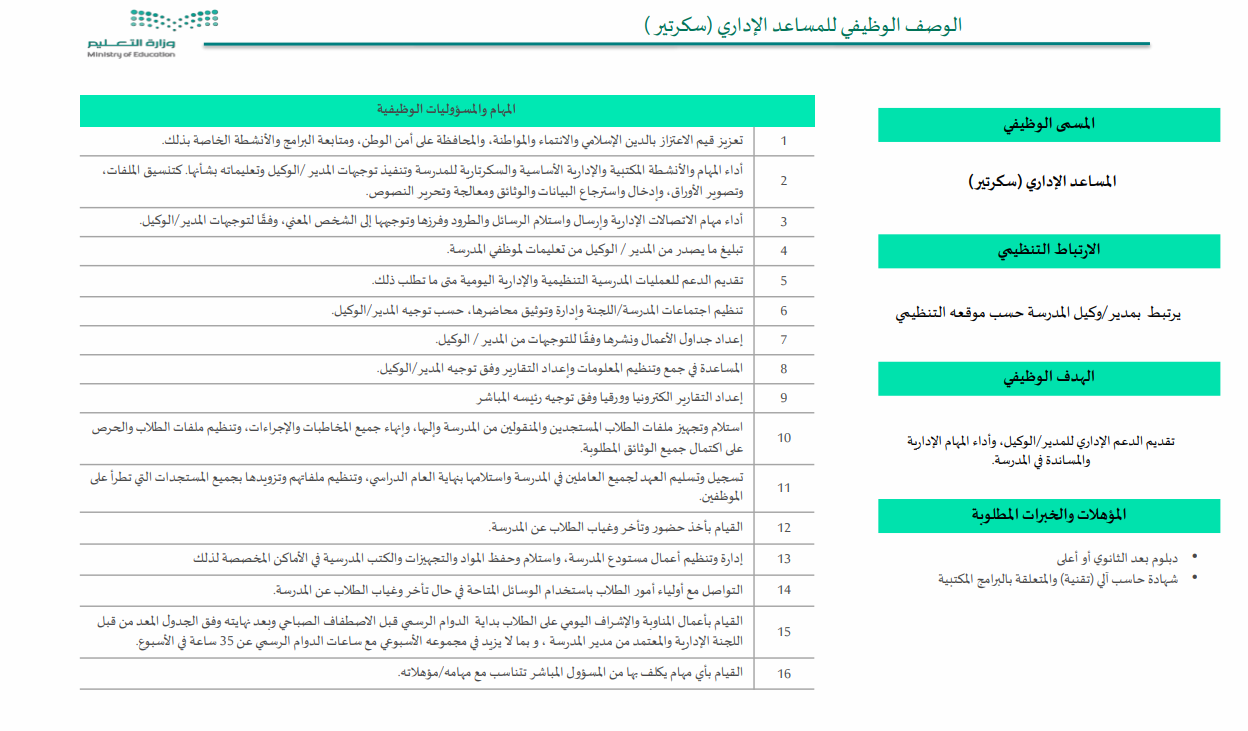 الوصف الوظيفي للمساعد الإداري (سكرتير )
وزارة التعليم
Ministry of Education
المسمى الوظيفي
المساعد الإداري (سكرتير)
الارتباط التنظيمي
يرتبط بمدير/وكيل المدرسة حسب موقعه التنظيمي
الهدف الوظيفي
تقديم الدعم الإداري للمدير/الوكيل، وأداء المهام الإدارية
والمساندة في المدرسة.
المؤهلات والخبرات المطلوبة
• دبلوم بعد الثانوي أو أعلى
• شهادة حاسب آلي (تقنية) والمتعلقة بالبرامج المكتبية
المهام والمسؤوليات الوظيفية
1 تعزيز قيم الاعتزاز بالدين الإسلامي والانتماء والمواطنة، والمحافظة على أمن الوطن، ومتابعة البرامج والأنشطة الخاصة بذلك.
2 أداء المهام والأنشطة المكتبية والإدارية الأساسية والسكرتارية للمدرسة وتنفيذ توجيهات المدير /الوكيل وتعليماته بشأنها. كتنسيق الملفات،
وتصوير الأوراق، وإدخال واسترجاع البيانات والوثائق ومعالجة وتحرير النصوص.
3 أداء مهام الاتصالات الإدارية وإرسال واستلام الرسائل والطرود وفرزها وتوجيهها إلى الشخص المعني، وفقًا لتوجيهات المدير/الوكيل.
4 تبليغ ما يصدر من المدير / الوكيل من تعليمات لموظفي المدرسة.
5 تقديم الدعم للعمليات المدرسية التنظيمية والإدارية اليومية متى ما تطلب ذلك.
6 تنظيم اجتماعات المدرسة/اللجنة وإدارة وتوثيق محاضرها، حسب توجيه المدير/الوكيل.
7 إعداد جداول الأعمال ونشرها وفقًا للتوجيهات من المدير / الوكيل.
8 المساعدة في جمع وتنظيم المعلومات وإعداد التقارير وفق توجيه المدير/الوكيل.
9 إعداد التقارير الكترونيا وورقيا وفق توجيه رئيسه المباشر
10 استلام وتجهيز ملفات الطلاب المستجدين والمنقولين من المدرسة وإليها، وإنهاء جميع المخاطبات والإجراءات، وتنظيم ملفات الطلاب والحرص
على اكتمال جميع الوثائق المطلوبة.
11 تسجيل وتسليم العهد لجميع العاملين في المدرسة واستلامها بنهاية العام الدراسي، وتنظيم ملفاتهم وتزويدها بجميع المستجدات التي تطرأ على
الموظفين.
12 القيام بأخذ حضور وتأخر وغياب الطلاب عن المدرسة.
13 إدارة وتنظيم أعمال مستودع المدرسة، واستلام وحفظ المواد والتجهيزات والكتب المدرسية في الأماكن المخصصة لذلك
14 التواصل مع أولياء أمور الطلاب باستخدام الوسائل المتاحة في حال تأخر وغياب الطلاب عن المدرسة.
15 القيام بأعمال المناوبة والإشراف اليومي على الطلاب بداية الدوام الرسمي قبل الاصطفاف الصباحي وبعد نهايته وفق الجدول المعد من قبل
اللجنة الإدارية والمعتمد من مدير المدرسة ، و بما لا يزيد في مجموعه الأسبوعي مع ساعات الدوام الرسمي عن 35 ساعة في الأسبوع.
16 القيام بأي مهام يكلف بها من المسؤول المباشر تتناسب مع مهامه/مؤهلاته.